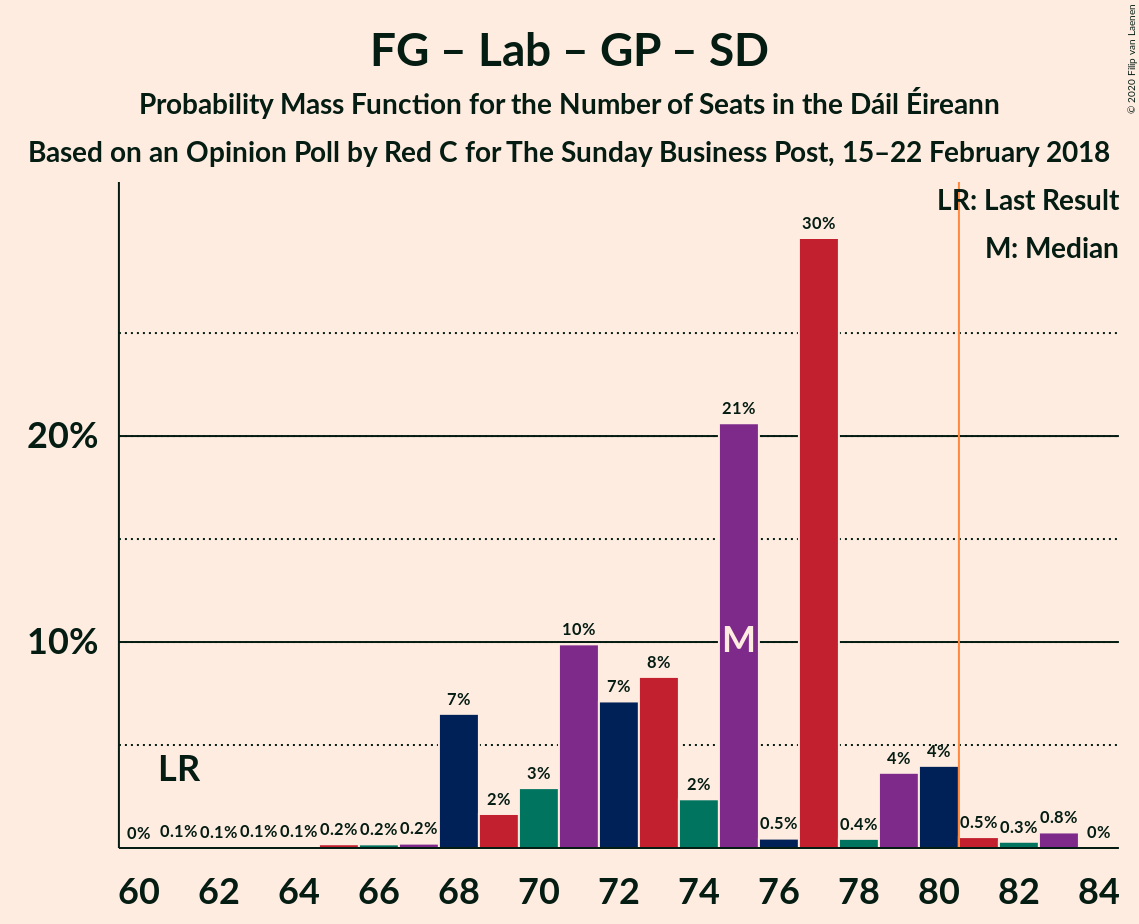 FG – Lab – GP – SD
Probability Mass Function for the Number of Seats in the Dáil Éireann
Based on an Opinion Poll by Red C for The Sunday Business Post, 15–22 February 2018
© 2020 Filip van Laenen
LR: Last Result
M: Median
30%
21%
20%
10%
10%
M
8%
7%
7%
4%
4%
LR
3%
2%
2%
0% 0.1% 0.1% 0.1% 0.1% 0.2% 0.2% 0.2% 0.5% 0.4% 0.5% 0.3% 0.8% 0%
60 62 64 66 68 70 72 74 76 78 80 82 84